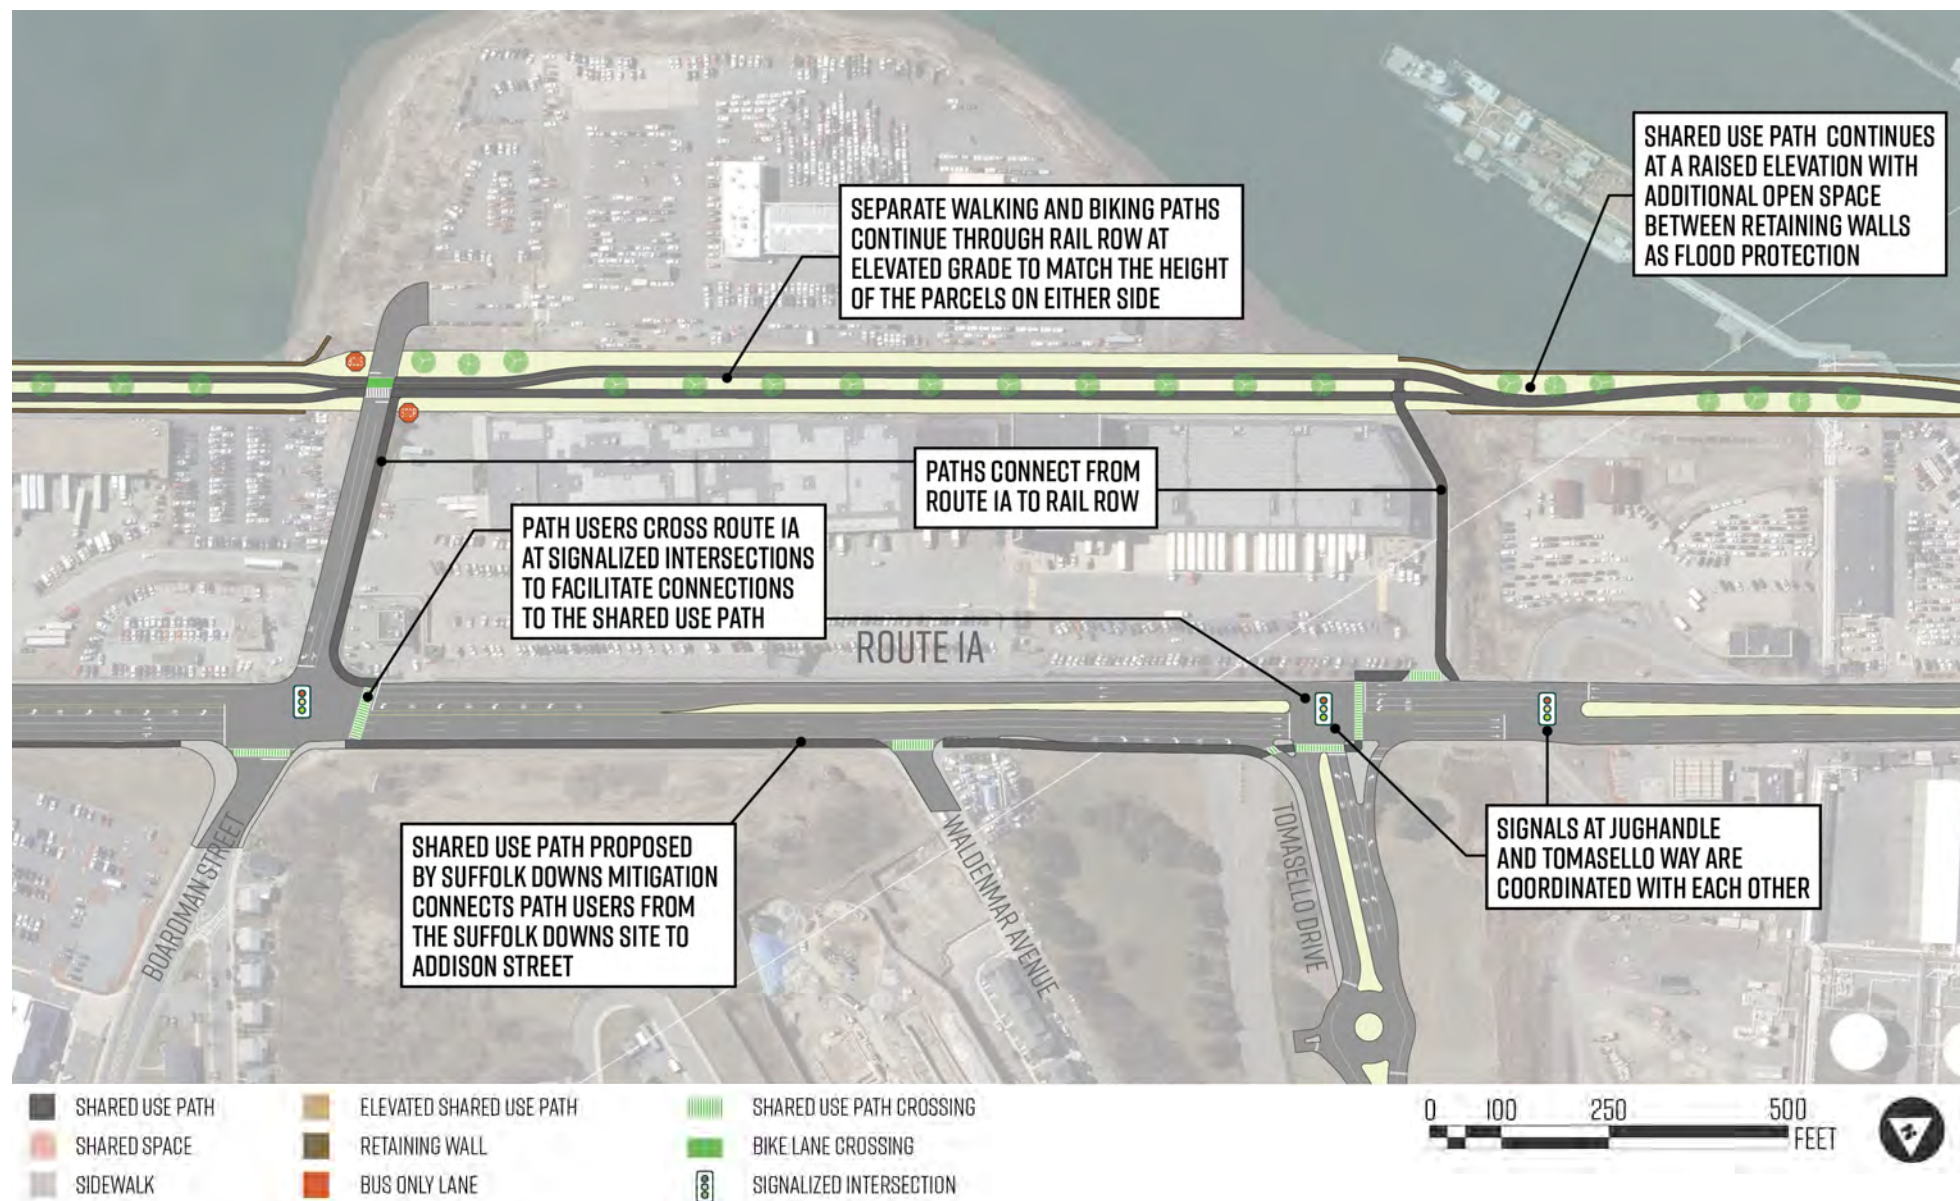 SHARED USE PATH CONTINUES
AT A RAISED ELEVATION WITH
ADDITIONAL OPEN SPACE
BETWEEN RETAINING WALLS
AS FLOOD PROTECTION
SEPARATE WALKING AND BIKING PATHS
CONTINUE THROUGH RAIL ROW AT
ELEVATED GRADE TO MATCH THE HEIGHT
OF THE PARCELS ON EITHER SIDE
STOP
STOP
PATHS CONNECT FROM
ROUTE 1A TO RAIL ROW
PATH USERS CROSS ROUTE 1A
AT SIGNALIZED INTERSECTIONS
TO FACILITATE CONNECTIONS
TO THE SHARED USE PATH
ROUTE 1A
SHARED USE PATH PROPOSED
BY SUFFOLK DOWNS MITIGATION
CONNECTS PATH USERS FROM
THE SUFFOLK DOWNS SITE TO
ADDISON STREET
SIGNALS AT JUGHANDLE
AND TOMASELLO WAY ARE
COORDINATED WITH EACH OTHER
BOARDMAN STREET
WALDENMAR AVENUE
TOMASELLO DRIVE
SHARED USE PATH
SHARED SPACE
SIDEWALK
ELEVATED SHARED USE PATH
RETAINING WALL
BUS ONLY LANE
SHARED USE PATH CROSSING
BIKE LANE CROSSING
SIGNALIZED INTERSECTION
0 100 250 500
FEET
N